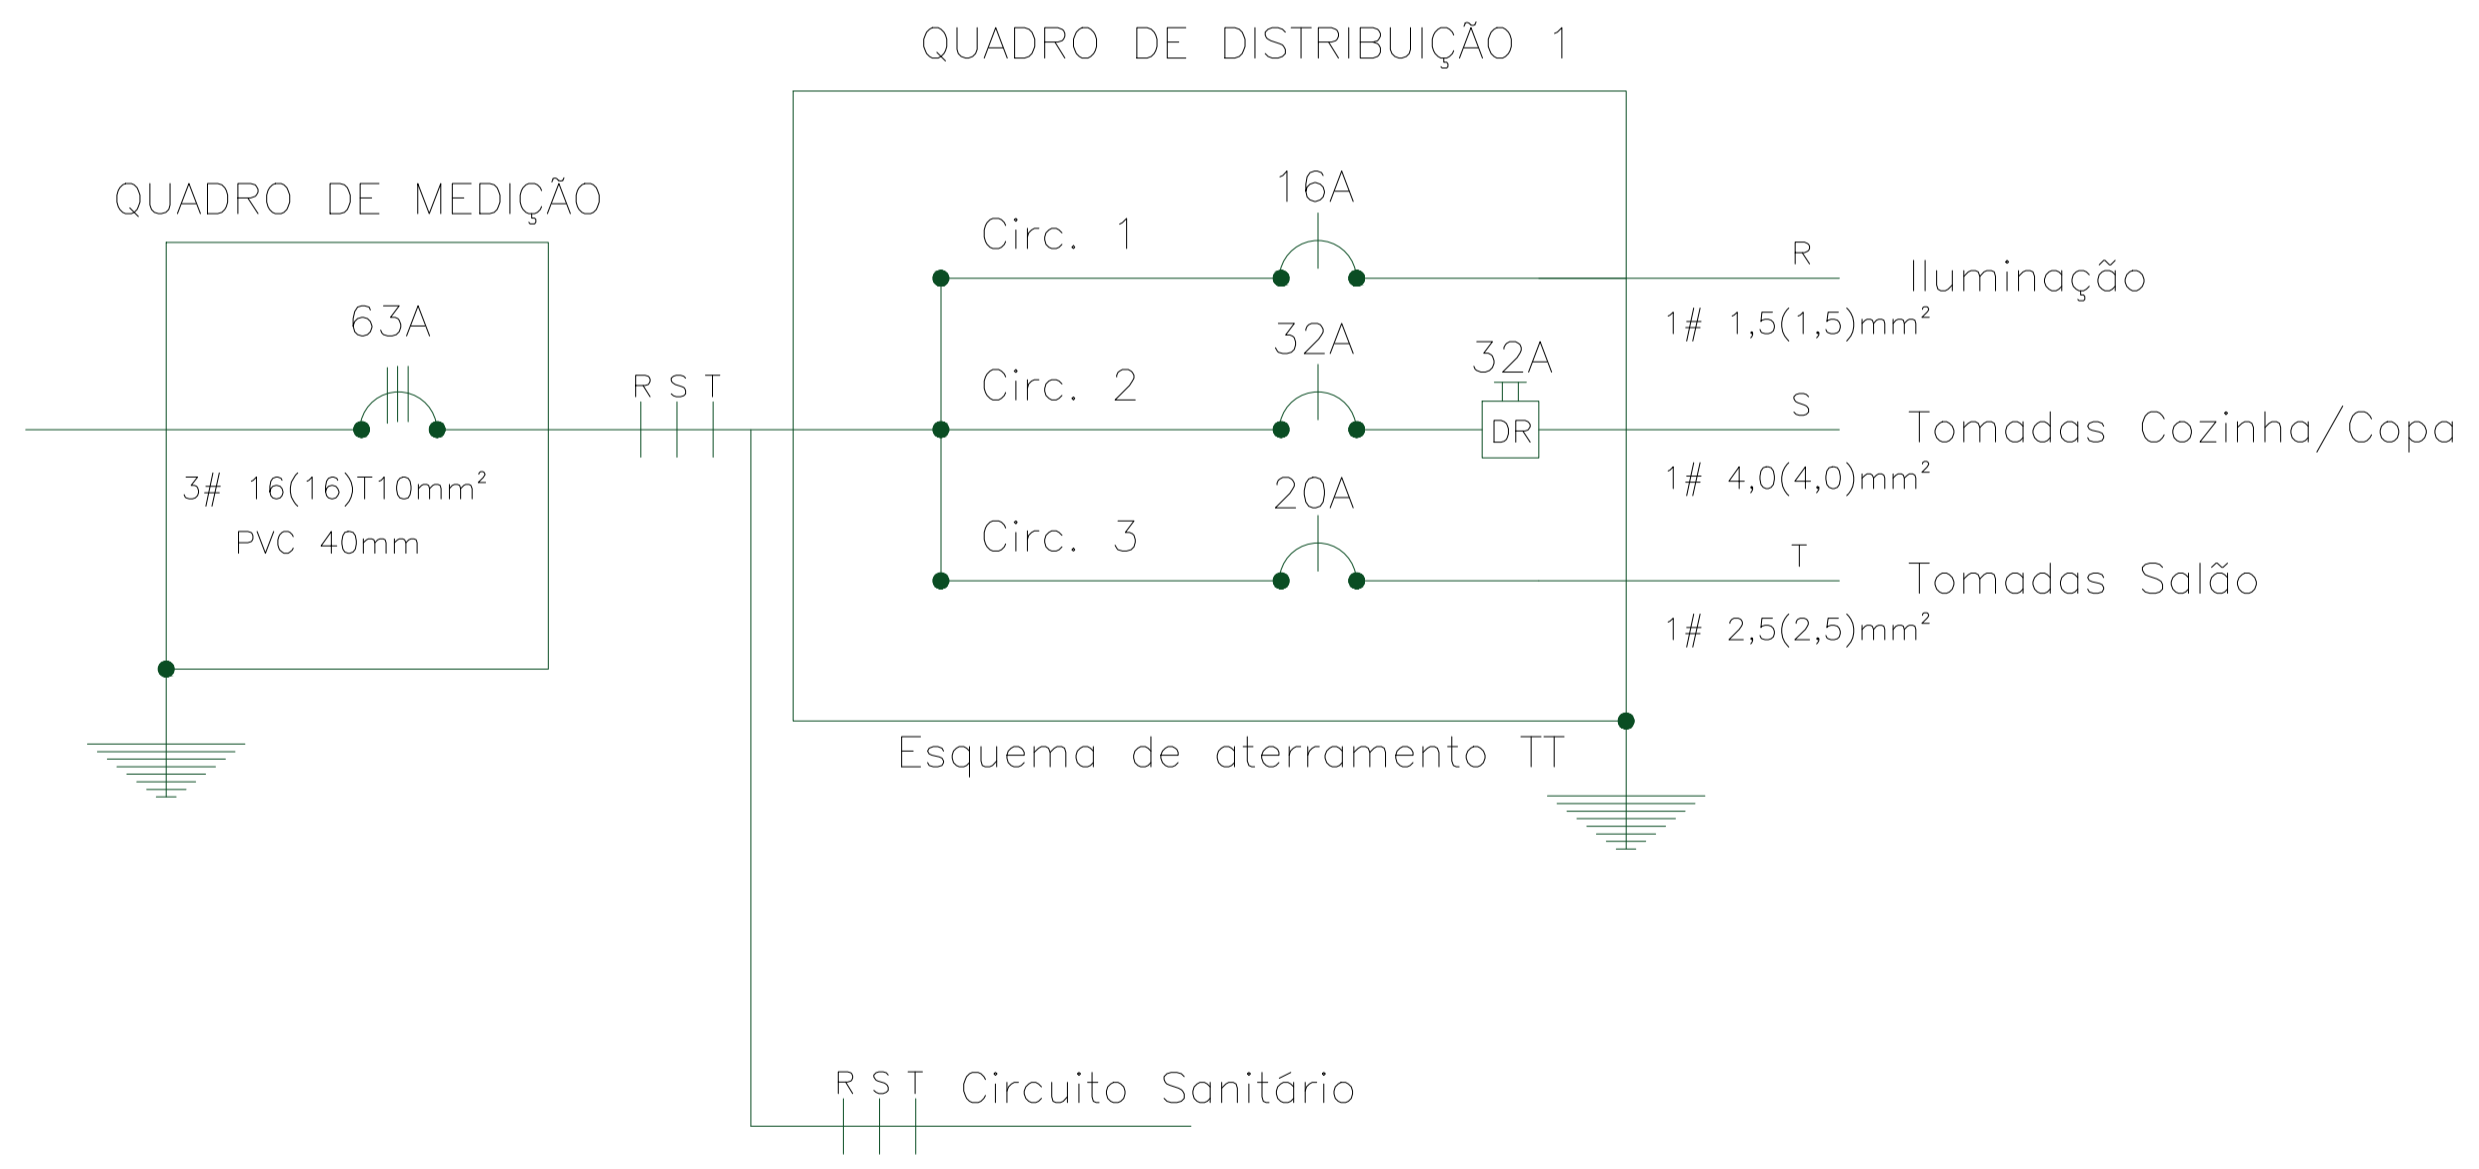 QUADRO DE DISTRIBUIÇÃO 1
QUADRO DE MEDIÇÃO
63A
3# 16(16)T10mm²
PVC 40mm
R S T
Circ. 1
16A
R
Iluminação
1# 1,5(1,5)mm²
Circ. 2
32A
32A
DR
S
Tomadas Cozinha/Copa
1# 4,0(4,0)mm²
Circ. 3
20A
T
Tomadas Salão
1# 2,5(2,5)mm²
Esquema de aterramento TT
R S T Circuito Sanitário